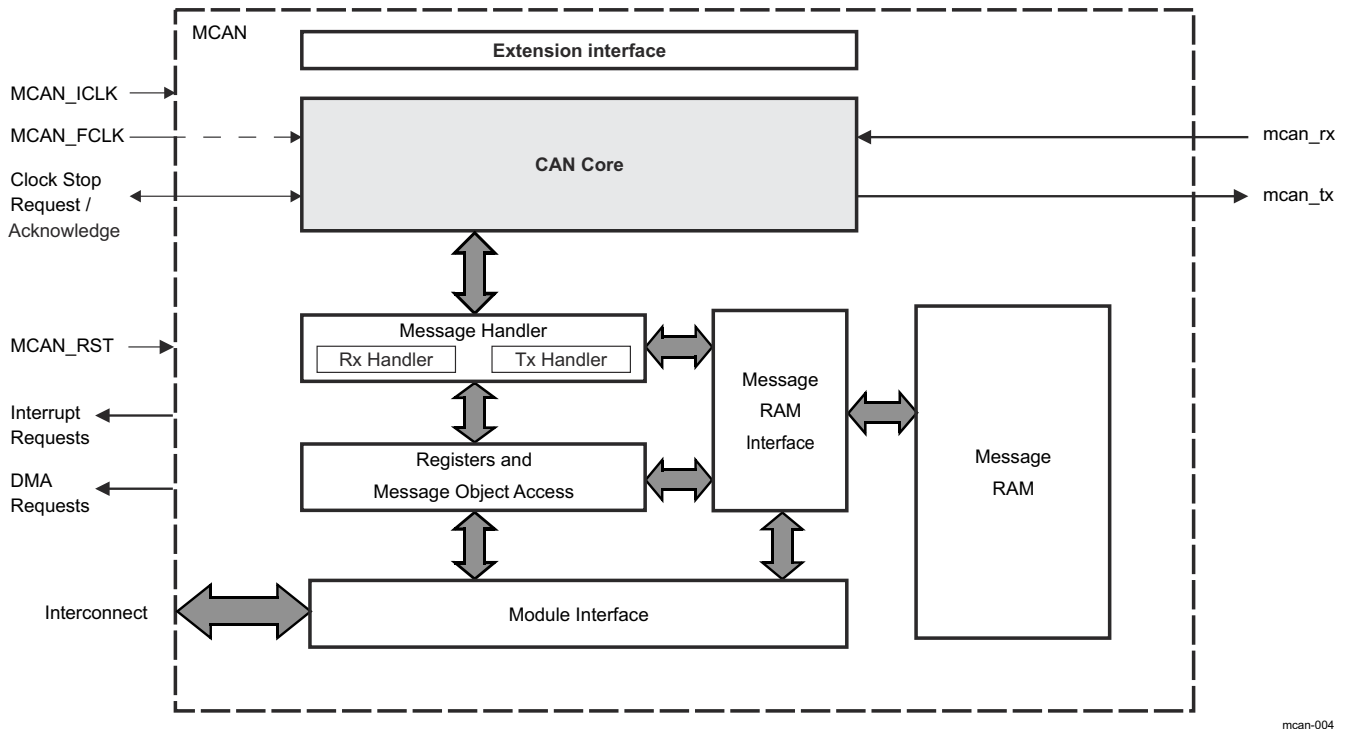 MCAN
Extension interface
MCAN_ICLK
MCAN_FCLK
mcan_rx
CAN Core
Clock Stop
Request /
Acknowledge
mcan_tx
Message Handler
Rx Handler
Tx Handler
MCAN_RST
Message
RAM
Interface
Interrupt
Requests
Registers and
Message Object Access
Message
RAM
DMA
Requests
Interconnect
Module Interface
mcan-004